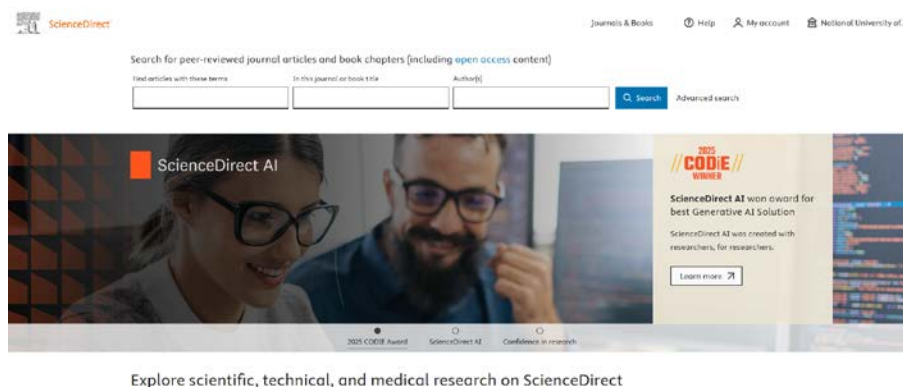 ScienceDirect
Journals & Books
Help
My account
National University of.
Search for peer-reviewed journal articles and book chapters (including open access content)
Find articles with these terms
In this journal or book title
Author(s)
Search
Advanced search
ScienceDirect AI
2025
//CODiE//
WINNER
ScienceDirect AI won award for
best Generative AI Solution
ScienceDirect AI was created with
researchers, for researchers.
Learn more
2025 CODIE Award
ScienceDirect AI
Confidence in research
Explore scientific, technical, and medical research on ScienceDirect